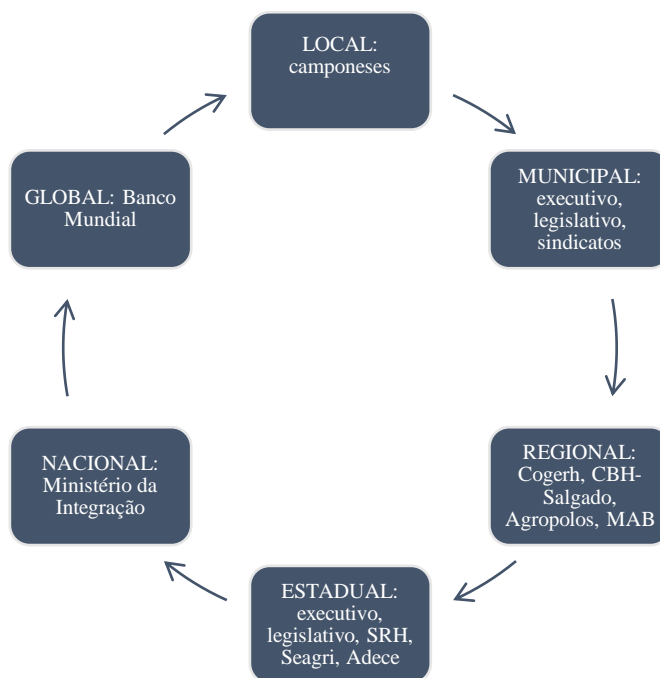 LOCAL:
camponeses
MUNICIPAL:
executivo,
legislativo,
sindicatos
REGIONAL:
Cogerh, CBH-
Salgado,
Agropolos, MAB
ESTADUAL:
executivo,
legislativo, SRH,
Seagri, Adece
NACIONAL:
Ministério da
Integração
GLOBAL: Banco
Mundial